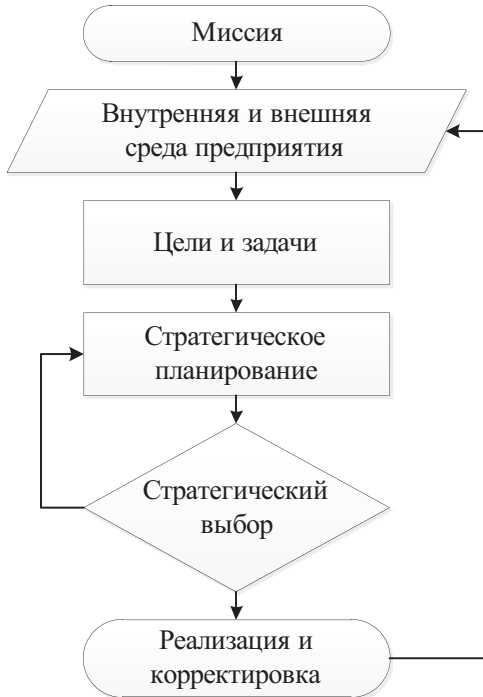 Миссия
Внутренняя и внешняя
среда предприятия
Цели и задачи
Стратегическое
планирование
Стратегический
выбор
Реализация и
корректировка